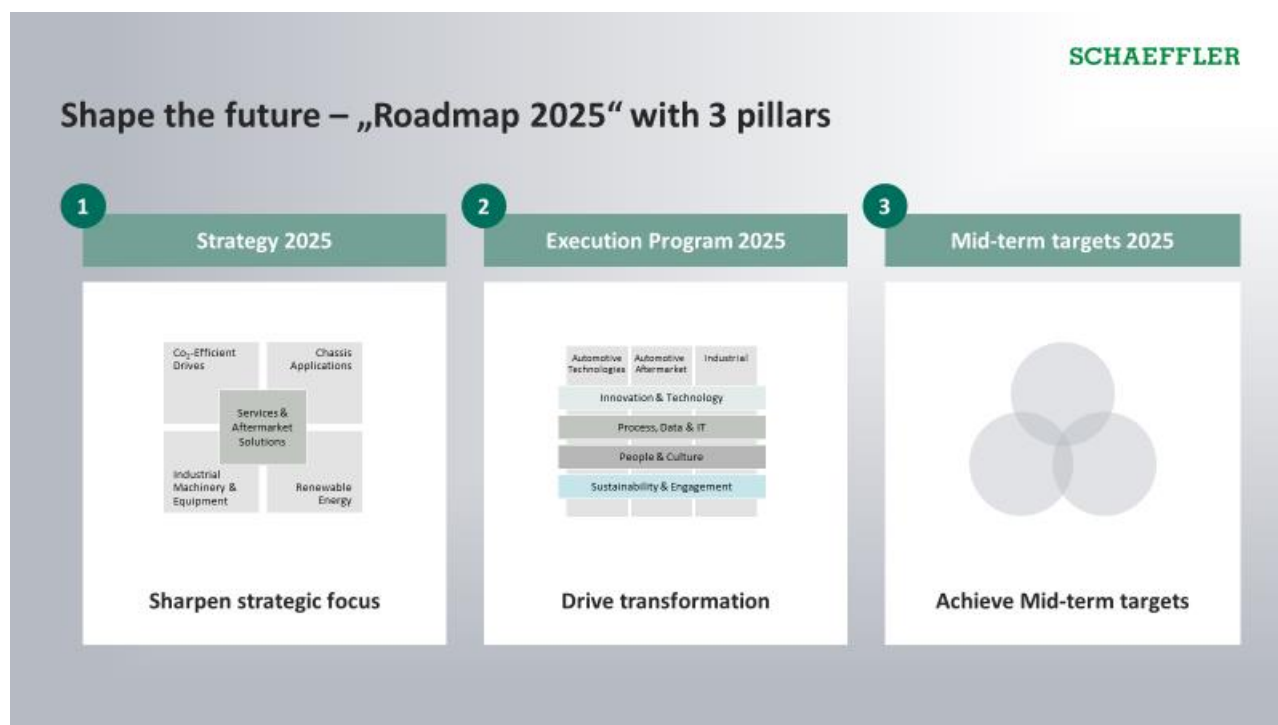 SCHAEFFLER
Shape the future – „Roadmap 2025“ with 3 pillars
1
Strategy 2025
Co₂-Efficient
Drives
Chassis
Applications
Services &
Aftermarket
Solutions
Industrial
Machinery &
Equipment
Renewable
Energy
Sharpen strategic focus
2
Execution Program 2025
Automotive
Technologies
Automotive
Aftermarket
Industrial
Innovation & Technology
Process, Data & IT
People & Culture
Sustainability & Engagement
Drive transformation
3
Mid-term targets 2025
Achieve Mid-term targets